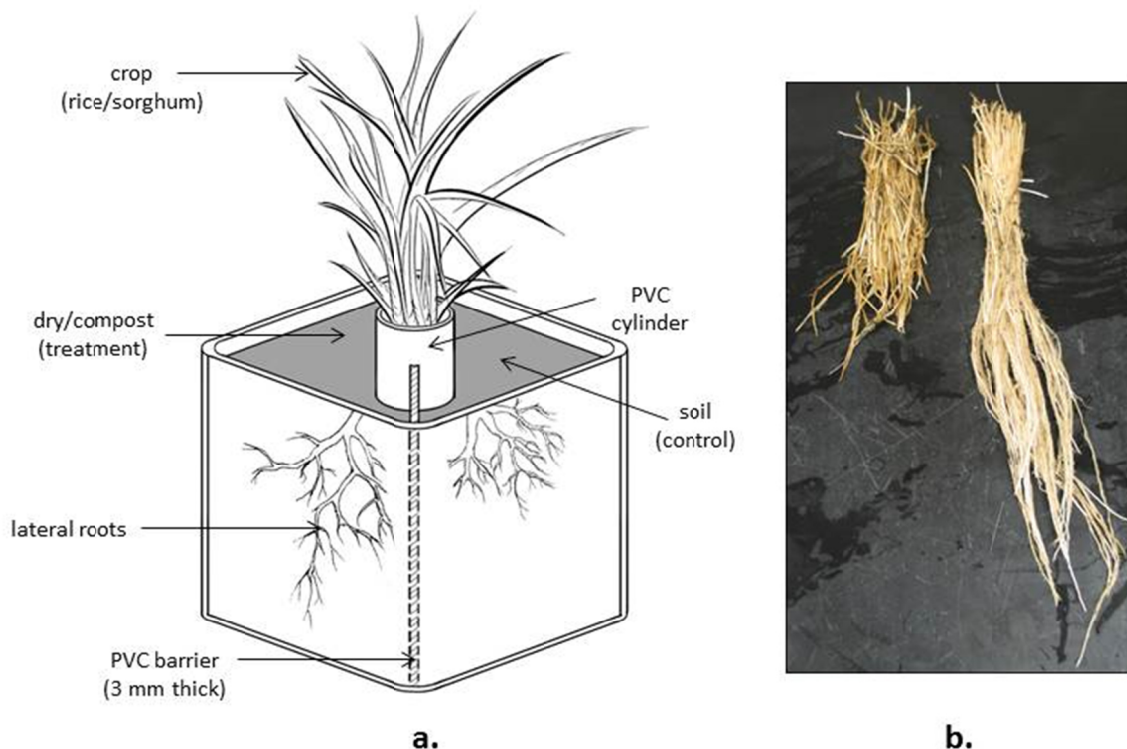 crop
(rice/sorghum)
dry/compost
(treatment)
PVC
cylinder
soil
(control)
lateral roots
PVC barrier
(3 mm thick)
a.
b.